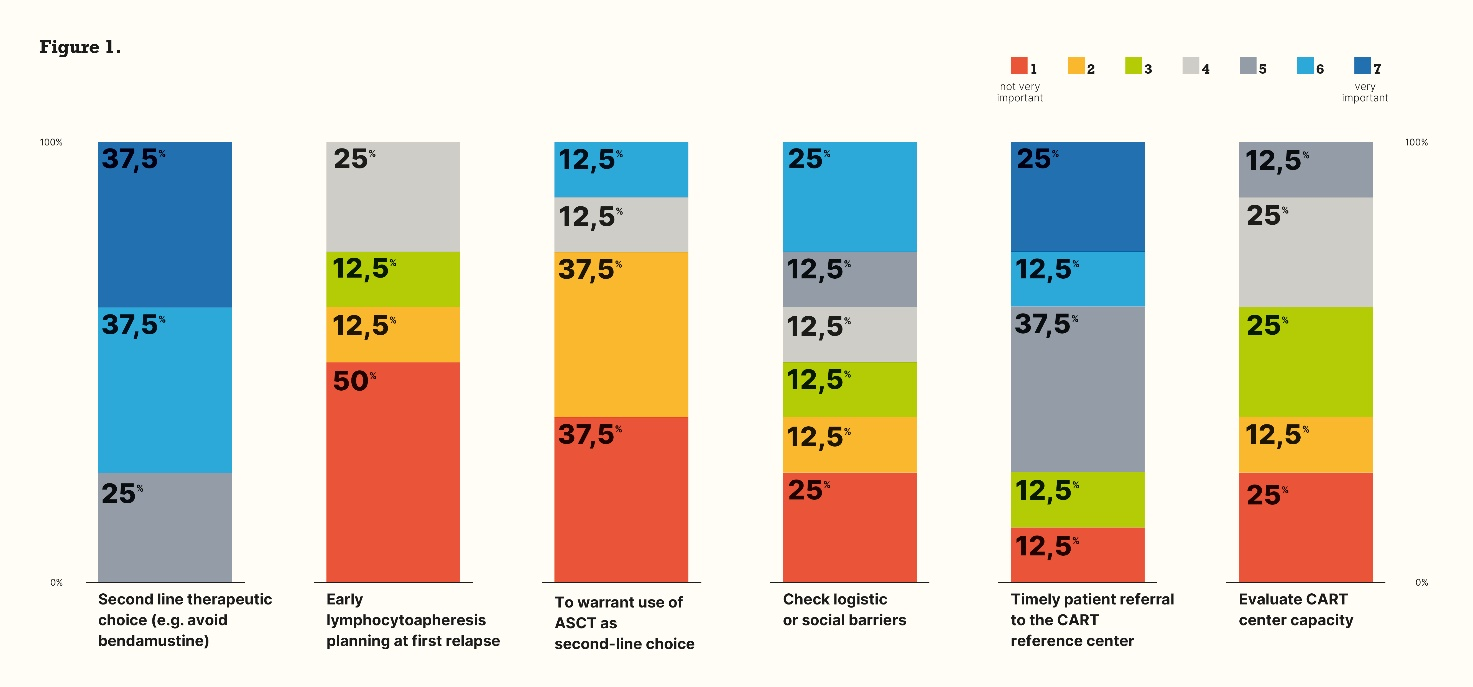 Figure 1.
1 2 3 4 5 6 7
not very
important
very
important
100%
100%
37,5%
37,5%
25%
25%
12,5%
12,5%
50%
12,5%
12,5%
37,5%
37,5%
25%
12,5%
12,5%
12,5%
12,5%
25%
25%
12,5%
37,5%
12,5%
12,5%
12,5%
25%
25%
12,5%
25%
0%
0%
Second line therapeutic
choice (e.g. avoid
bendamustine)
Early
lymphocytoapheresis
planning at first relapse
To warrant use of
ASCT as
second-line choice
Check logistic
or social barriers
Timely patient referral
to the CART
reference center
Evaluate CART
center capacity